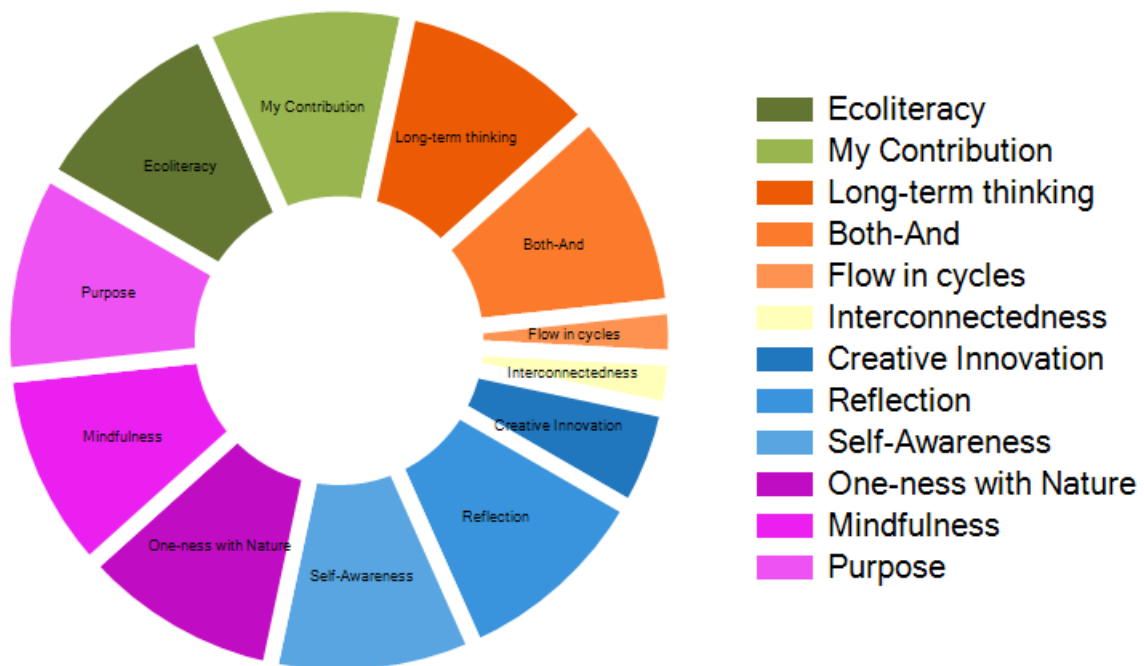 My Contribution
Long-term thinking
Ecoliteracy
Both-And
Purpose
Flow in cycles
Interconnectedness
Creative Innovation
Mindfulness
Reflection
One-ness with Nature
Self-Awareness
Ecoliteracy
My Contribution
Long-term thinking
Both-And
Flow in cycles
Interconnectedness
Creative Innovation
Reflection
Self-Awareness
One-ness with Nature
Mindfulness
Purpose